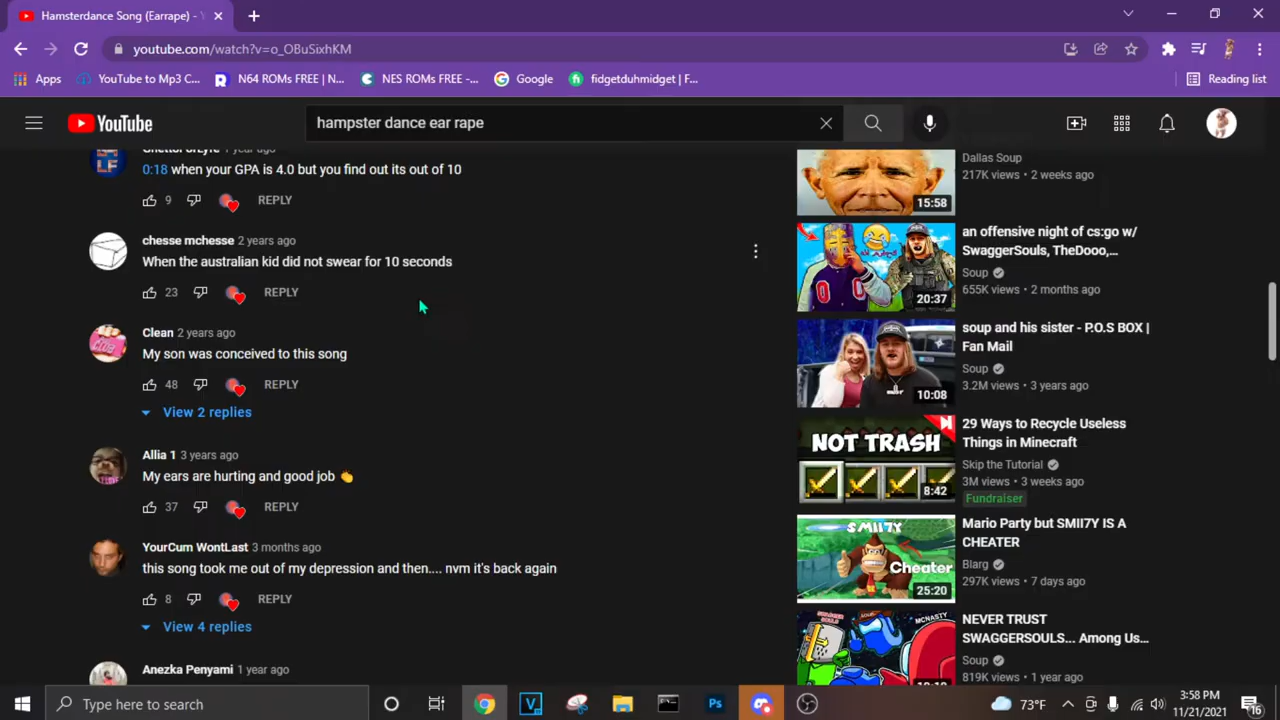 Hamsterdance Song (Earrape) - Y
youtube.com/watch?v=o_OBuSixhKM
Apps
YouTube to Mp3 C...
N64 ROMs FREE | N...
NES ROMs FREE -...
Google
fidgetduhmidget | F...
Reading list
YouTube
hampster dance ear rape
1 year ago
0:18 when your GPA is 4.0 but you find out its out of 10
9 REPLY
chesse mchesse 2 years ago
When the australian kid did not swear for 10 seconds
23 REPLY
Clean 2 years ago
My son was conceived to this song
48 REPLY
View 2 replies
Allia 1 3 years ago
My ears are hurting and good job 👏
37 REPLY
YourCum WontLast 3 months ago
this song took me out of my depression and then.... nvm it's back again
8 REPLY
View 4 replies
Anezka Penyami 1 year ago
Dallas Soup
217K views • 2 weeks ago
15:58
an offensive night of cs:go w/
SwaggerSouls, TheDooo,...
Soup
655K views • 2 months ago
20:37
soup and his sister - P.O.S BOX |
Fan Mail
Soup
3.2M views • 3 years ago
10:08
NOT TRASH
8:42
29 Ways to Recycle Useless
Things in Minecraft
Skip the Tutorial
3M views • 3 weeks ago
Fundraiser
SMII7Y
Cheater
25:20
Mario Party but SMII7Y IS A
CHEATER
Blarg
297K views • 7 days ago
MCNASTY
NEVER TRUST
SWAGGERSOULS... Among Us...
Soup
819K views • 1 year ago
Type here to search
73°F
3:58 PM
11/21/2021
16